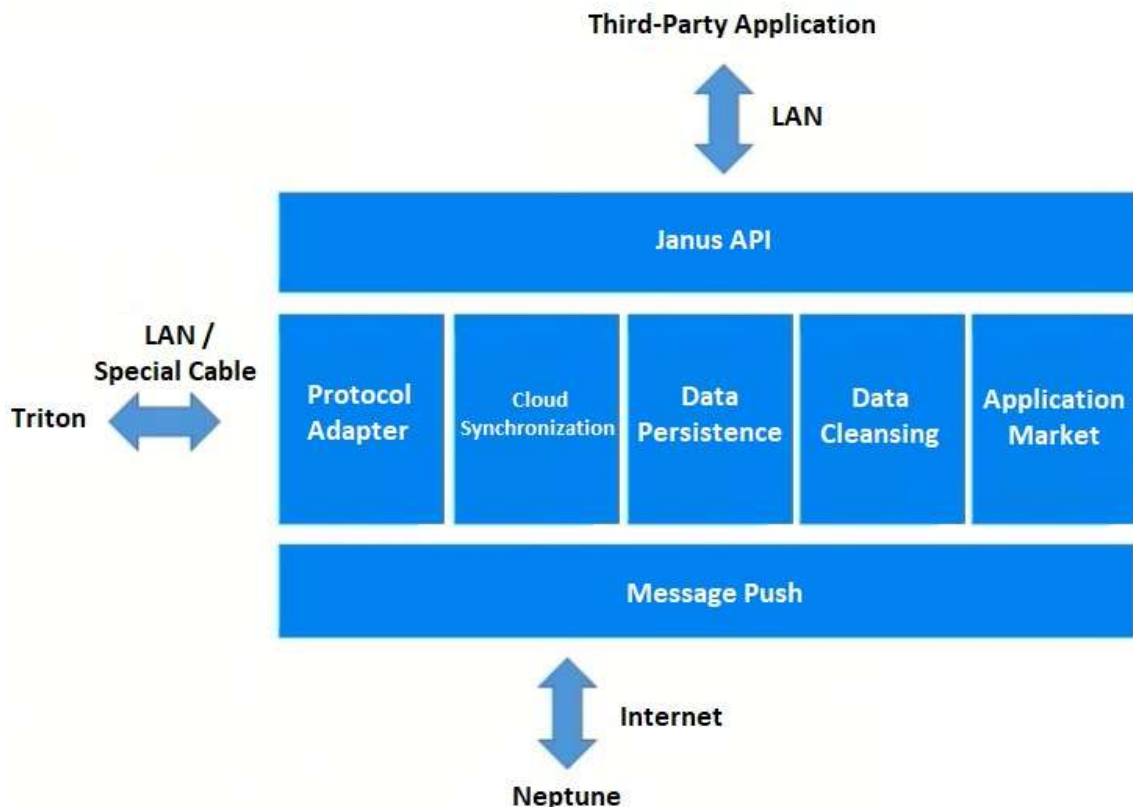 Third-Party Application
LAN
Janus API
LAN /
Special Cable
Triton
Protocol
Adapter
Cloud
Synchronization
Data
Persistence
Data
Cleansing
Application
Market
Message Push
Internet
Neptune